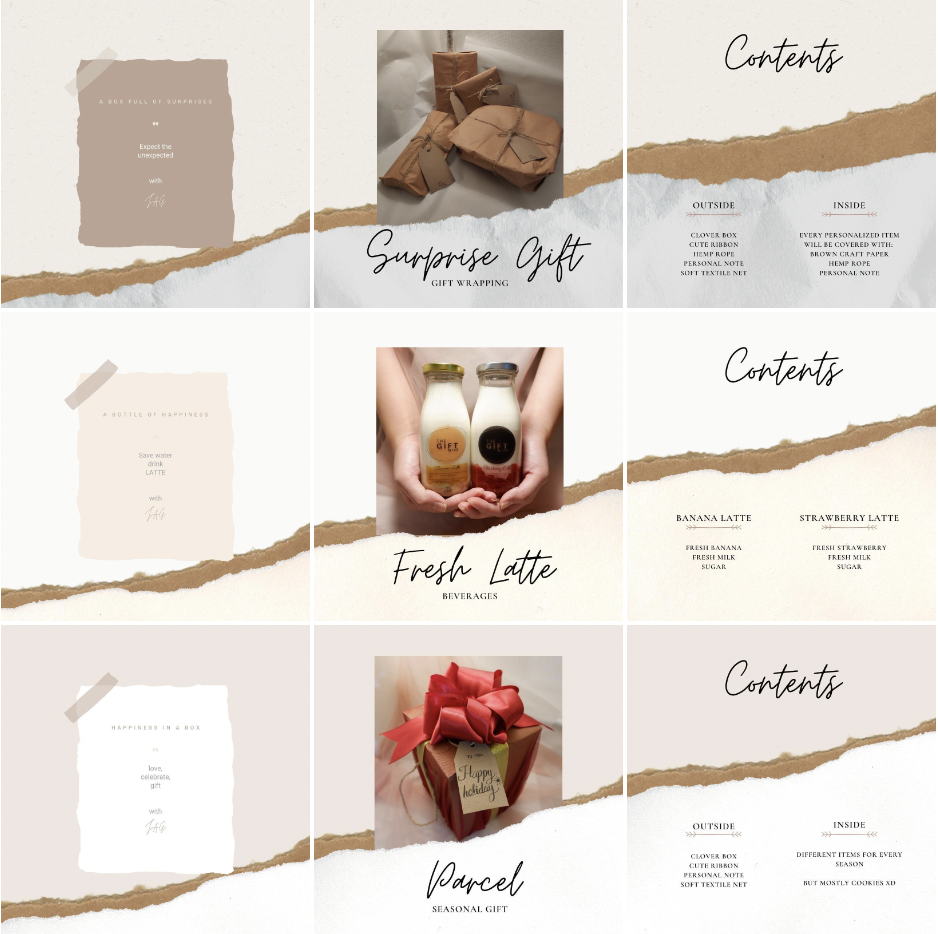 A BOX FULL OF SURPRISES
"
Expect the
unexpected
with
Surprise Gift
GIFT WRAPPING
Contents
OUTSIDE
CLOVER BOX
CUTE RIBBON
HEMP ROPE
PERSONAL NOTE
SOFT TEXTILE NET
INSIDE
EVERY PERSONALIZED ITEM
WILL BE COVERED WITH:
BROWN CRAFT PAPER
HEMP ROPE
PERSONAL NOTE
A BOTTLE OF HAPPINESS
Save water
drink
LATTE
with
THE
GIFT
THE
GIFT
Fresh Latte
BEVERAGES
Contents
BANANA LATTE
FRESH BANANA
FRESH MILK
SUGAR
STRAWBERRY LATTE
FRESH STRAWBERRY
FRESH MILK
SUGAR
HAPPINESS IN A BOX
love,
celebrate,
gift
with
Happy
holiday
Parcel
SEASONAL GIFT
Contents
OUTSIDE
CLOVER BOX
CUTE RIBBON
PERSONAL NOTE
SOFT TEXTILE NET
INSIDE
DIFFERENT ITEMS FOR EVERY
SEASON
BUT MOSTLY COOKIES XD